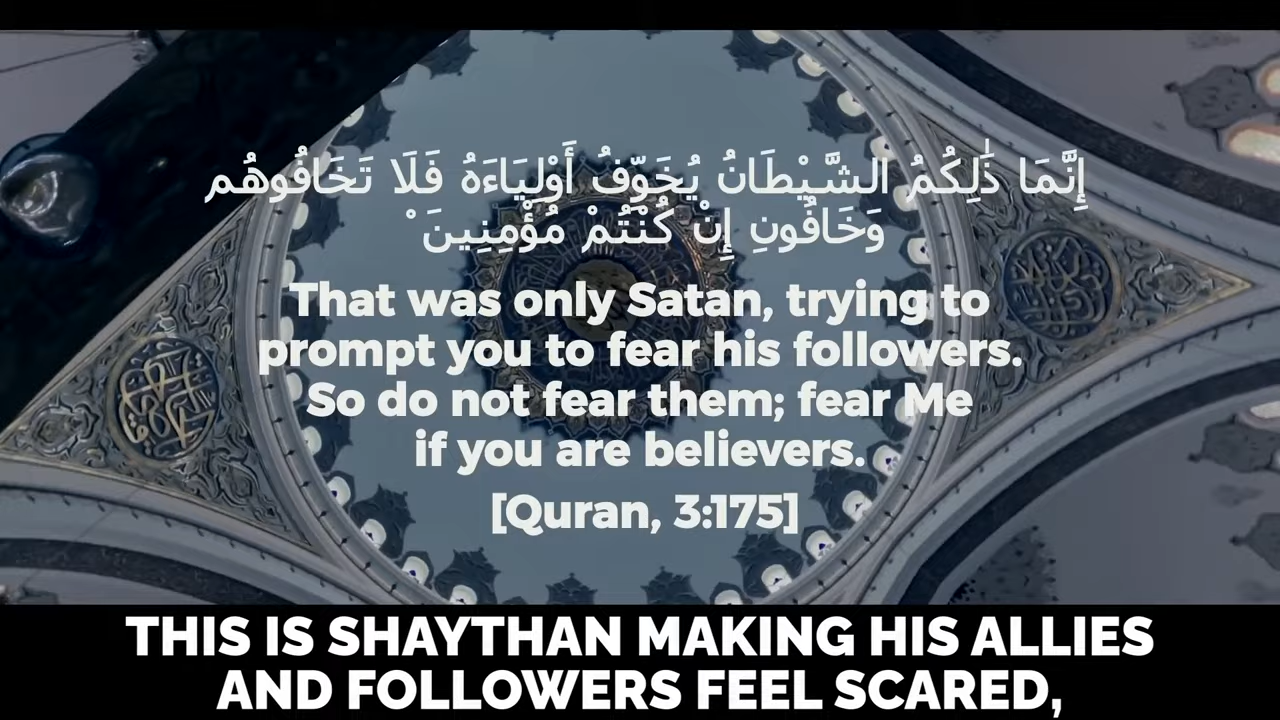 إِنَّمَا ذَٰلِكُمُ الشَّيْطَانُ يُخَوِّفُ أَوْلِيَاءَهُ فَلَا تَخَافُوهُم
وَخَافُونِ إِنْ كُنْتُمْ مُؤْمِنِينَ ْ
That was only Satan, trying to
prompt you to fear his followers.
So do not fear them; fear Me
if you are believers.
[Quran, 3:175]
THIS IS SHAYTHAN MAKING HIS ALLIES
AND FOLLOWERS FEEL SCARED,